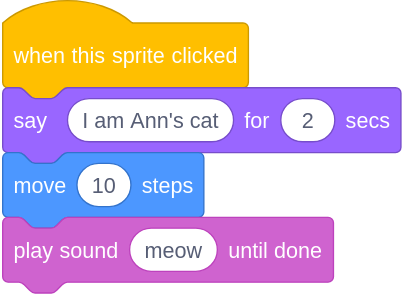 when this sprite clicked
say I am Ann's cat for 2 secs
move 10 steps
play sound meow until done